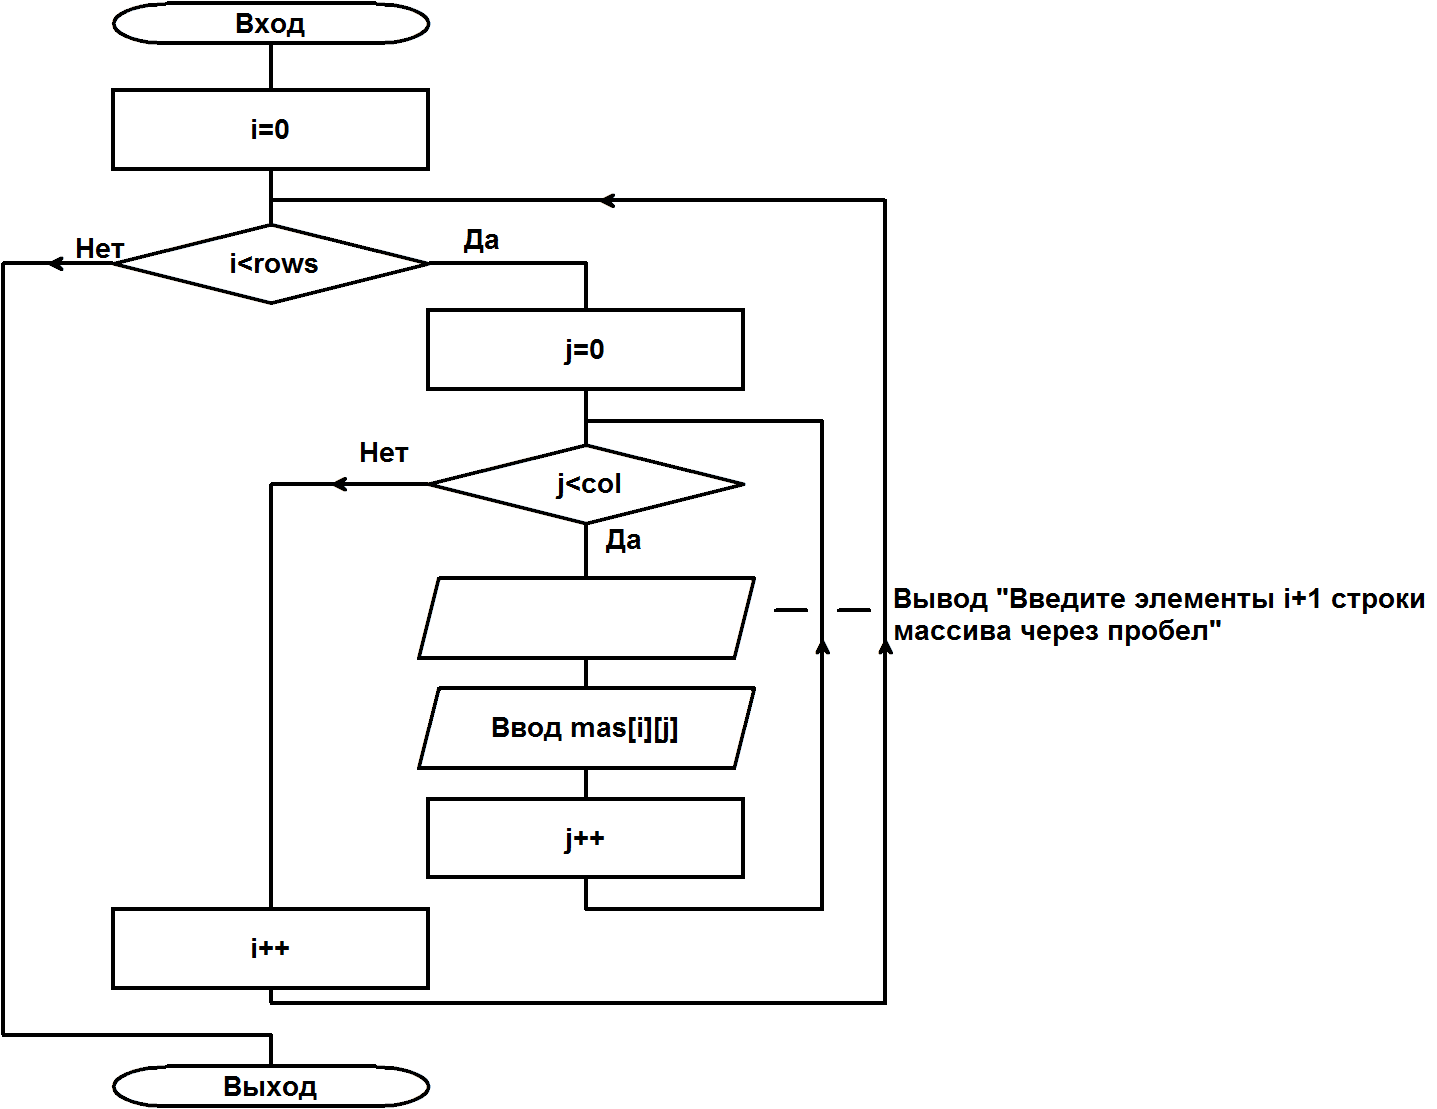 Вход
i=0
Нет
Да
i<rows
j=0
Нет
j<col
Да
Вывод "Введите элементы i+1 строки
массива через пробел"
Ввод mas[i][j]
j++
i++
Выход